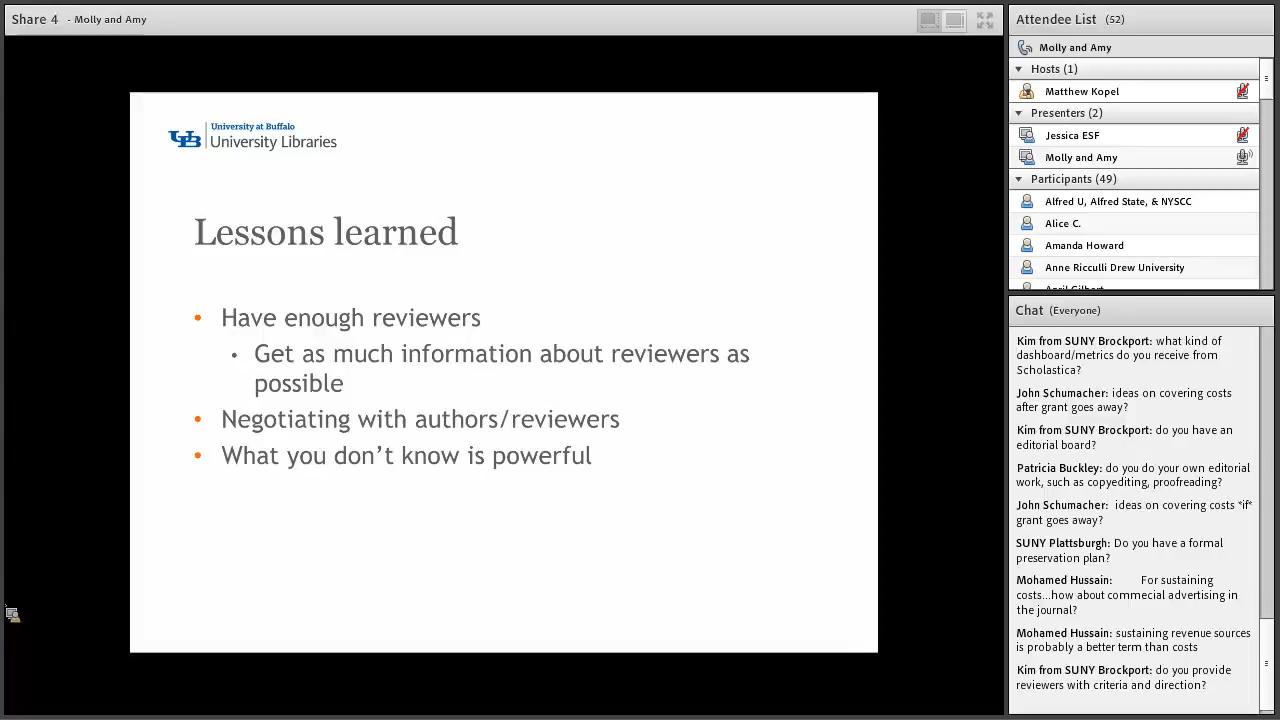 Share 4 - Molly and Amy
UB
University at Buffalo
University Libraries
Lessons learned
• Have enough reviewers
• Get as much information about reviewers as
possible
• Negotiating with authors/reviewers
• What you don’t know is powerful
Attendee List (52)
Molly and Amy
Hosts (1)
Matthew Kopel
Presenters (2)
Jessica ESF
Molly and Amy
Participants (49)
Alfred U, Alfred State, & NYSCC
Alice C.
Amanda Howard
Anne Ricculli Drew University
April Gilbert
Chat (Everyone)
Kim from SUNY Brockport: what kind of
dashboard/metrics do you receive from
Scholastica?
John Schumacher: ideas on covering costs
after grant goes away?
Kim from SUNY Brockport: do you have an
editorial board?
Patricia Buckley: do you do your own editorial
work, such as copyediting, proofreading?
John Schumacher: ideas on covering costs *if*
grant goes away?
SUNY Plattsburgh: Do you have a formal
preservation plan?
Mohamed Hussain: For sustaining
costs...how about commecial advertising in
the journal?
Mohamed Hussain: sustaining revenue sources
is probably a better term than costs
Kim from SUNY Brockport: do you provide
reviewers with criteria and direction?